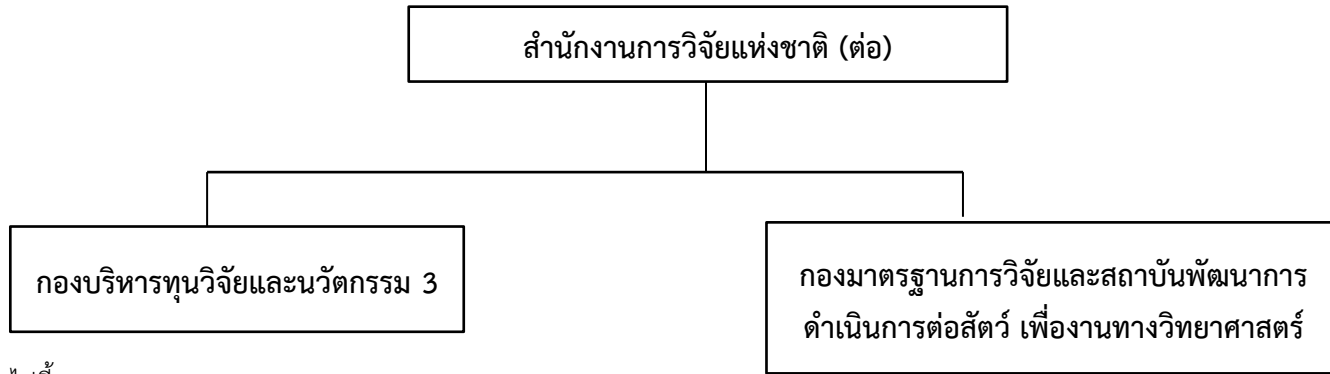 สำนักงานการวิจัยแห่งชาติ (ต่อ)
กองบริหารทุนวิจัยและนวัตกรรม 3
กองมาตรฐานการวิจัยและสถาบันพัฒนาการ
ดำเนินการต่อสัตว์ เพื่องานทางวิทยาศาสตร์